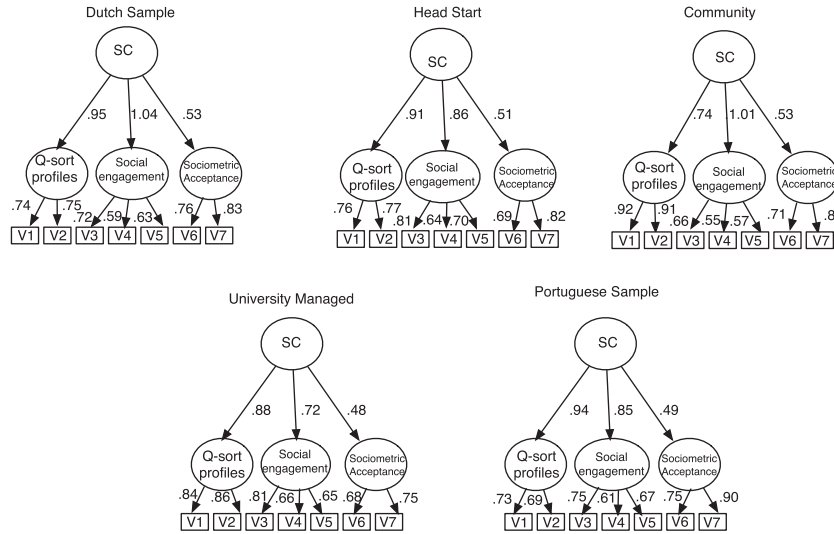 Dutch Sample
SC
.95 1.04 .53
Q-sort profiles
Social engagement
Sociometric Acceptance
.74 .75 .72 .59 .63 .76 .83
V1 V2 V3 V4 V5 V6 V7
Head Start
SC
.91 .86 .51
Q-sort profiles
Social engagement
Sociometric Acceptance
.76 .77 .81 .64 .70 .69 .82
V1 V2 V3 V4 V5 V6 V7
Community
SC
.74 1.01 .53
Q-sort profiles
Social engagement
Sociometric Acceptance
.92 .91 .66 .55 .57 .71
V1 V2 V3 V4 V5 V6 V7
University Managed
SC
.88 .72 .48
Q-sort profiles
Social engagement
Sociometric Acceptance
.84 .86 .81 .66 .65 .68 .75
V1 V2 V3 V4 V5 V6 V7
Portuguese Sample
SC
.94 .85 .49
Q-sort profiles
Social engagement
Sociometric Acceptance
.73 .69 .75 .61 .67 .75 .90
V1 V2 V3 V4 V5 V6 V7